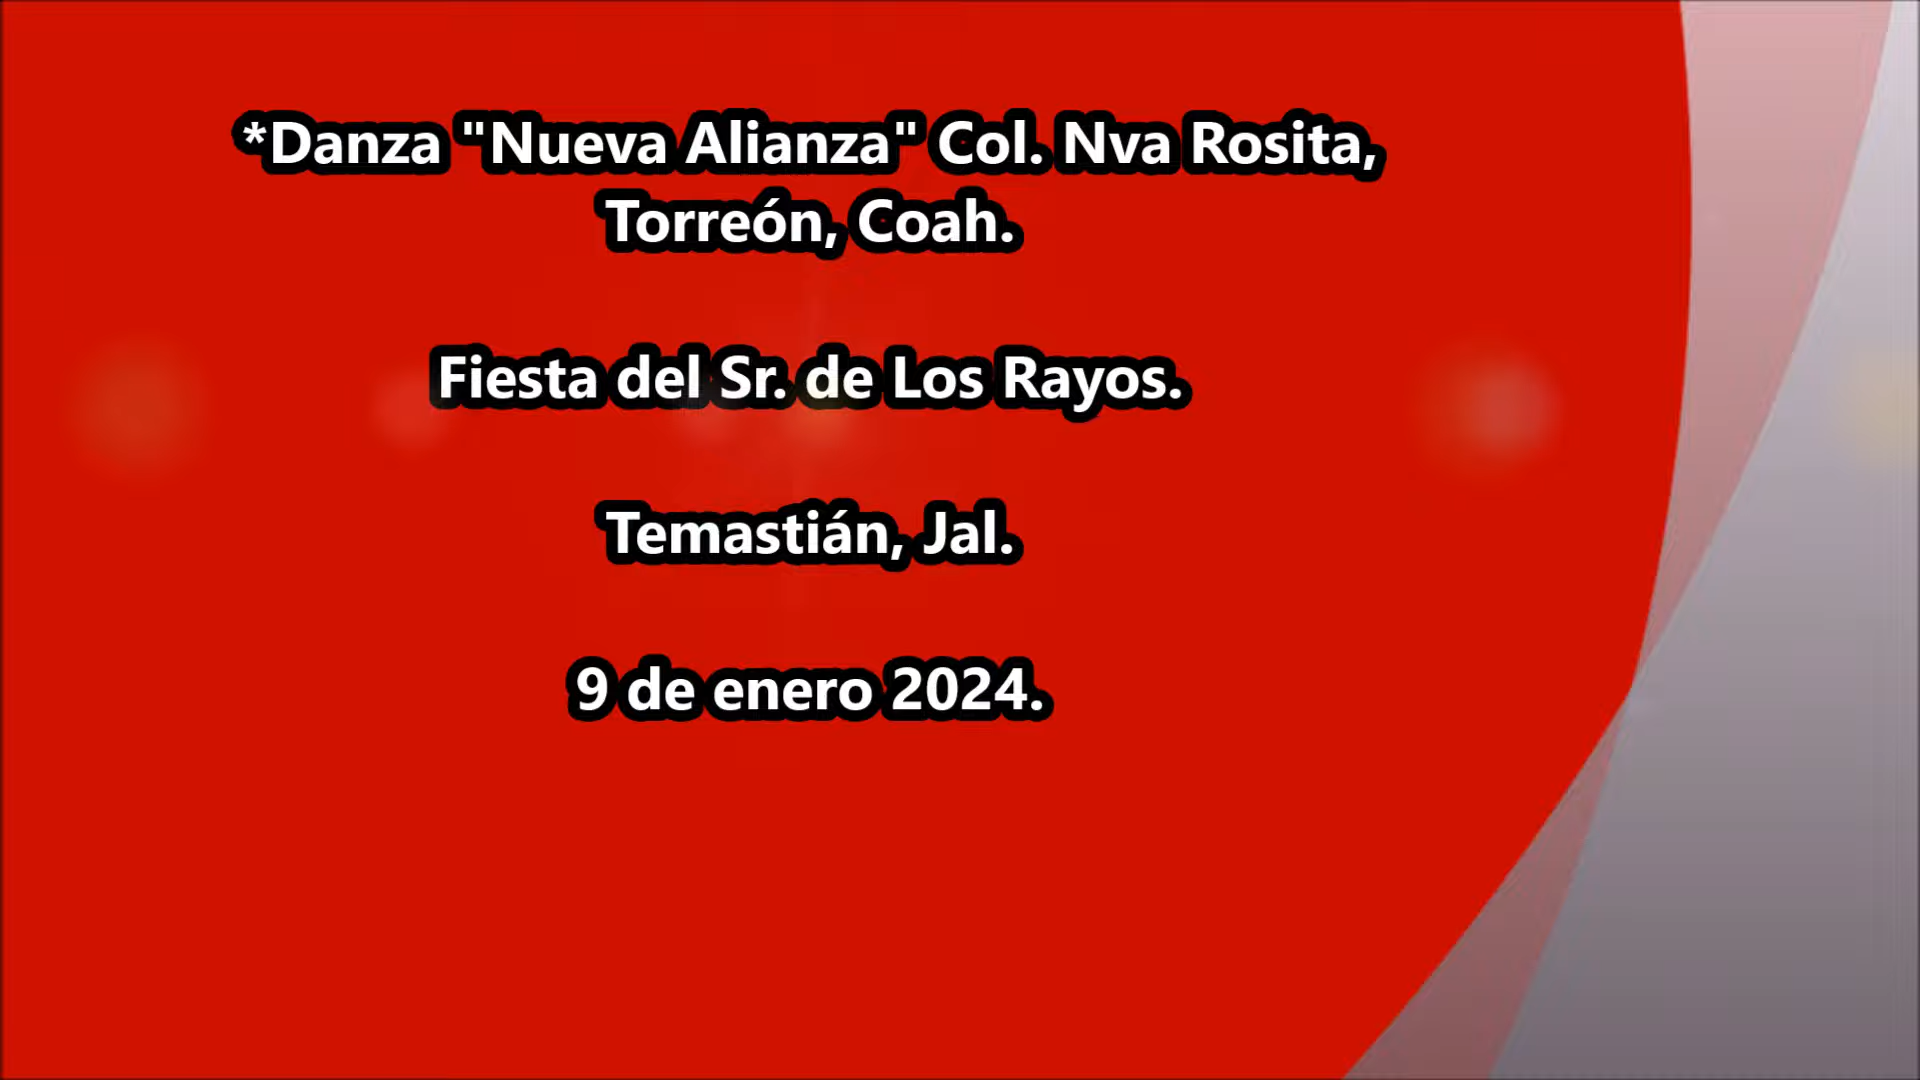 *Danza "Nueva Alianza" Col. Nva Rosita,
Torreón, Coah.
Fiesta del Sr. de Los Rayos.
Temastián, Jal.
9 de enero 2024.